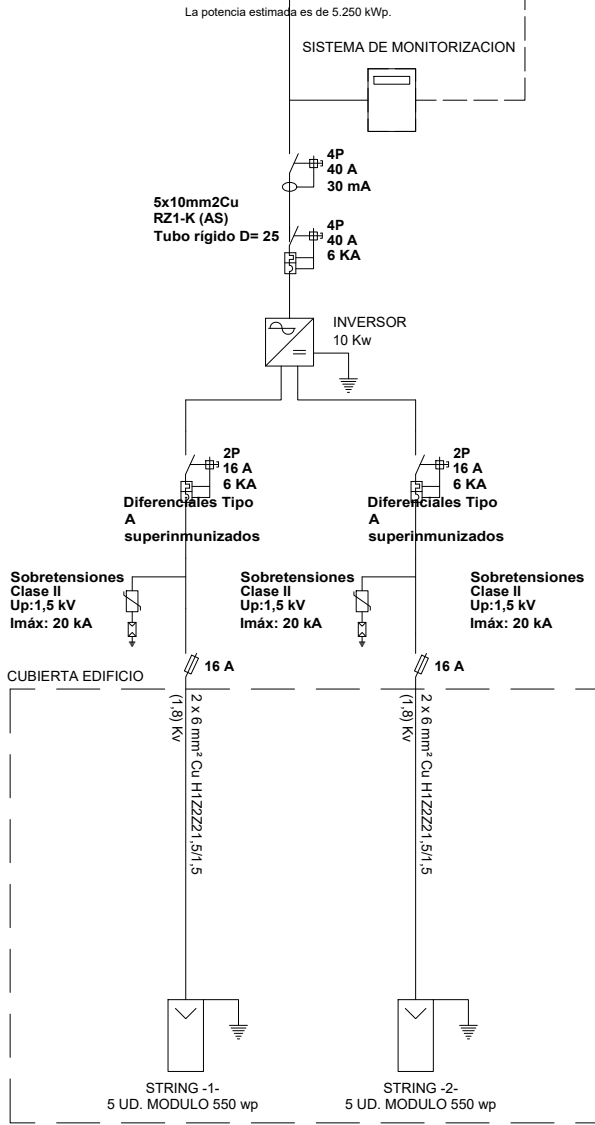 La potencia estimada es de 5.250 kWp.
SISTEMA DE MONITORIZACION
4P
40 A
30 mA
5x10mm2Cu
RZ1-K (AS)
Tubo rígido D= 25
4P
40 A
6 KA
INVERSOR
10 Kw
2P
16 A
6 KA
Diferenciales Tipo
A
superinmunizados
2P
16 A
6 KA
Diferenciales Tipo
A
superinmunizados
Sobretensiones
Clase II
Up:1,5 kV
Imáx: 20 kA
Sobretensiones
Clase II
Up:1,5 kV
Imáx: 20 kA
Sobretensiones
Clase II
Up:1,5 kV
Imáx: 20 kA
16 A
16 A
CUBIERTA EDIFICIO
2 x 6 mm² Cu H1Z2Z21,5/1,5
(1,8) Kv
2 x 6 mm² Cu H1Z2Z21,5/1,5
(1,8) Kv
STRING -1-
5 UD. MODULO 550 wp
STRING -2-
5 UD. MODULO 550 wp